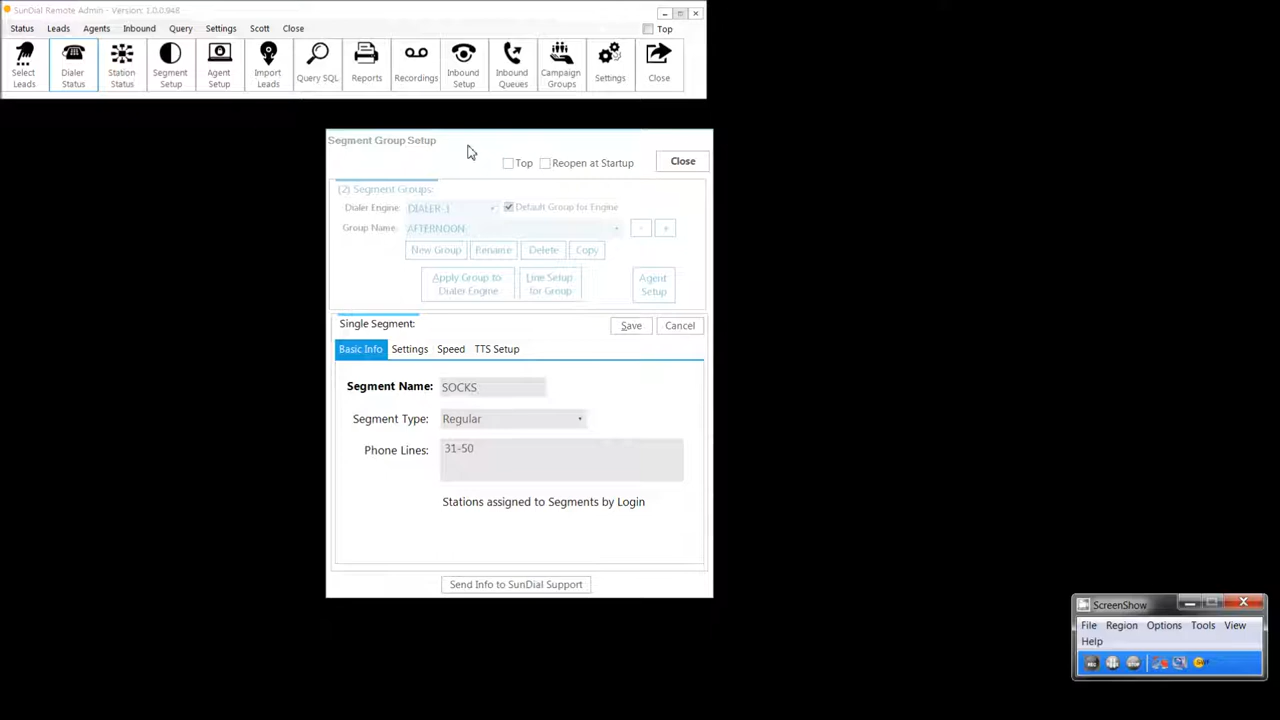 SunDial Remote Admin - Version: 1.0.0.948
Status Leads Agents Inbound Query Settings Scott Close
Top
Select Leads
Dialer Status
Station Status
Segment Setup
Agent Setup
Import Leads
Query SQL
Reports
Recordings
Inbound Setup
Inbound Queues
Campaign Groups
Settings
Close
Segment Group Setup
Top Reopen at Startup Close
(2) Segment Groups:
Dialer Engine: DIALER-1 Default Group for Engine
Group Name: AFTERNOON - +
New Group Rename Delete Copy
Apply Group to Dialer Engine
Line Setup for Group
Agent Setup
Single Segment: Save Cancel
Basic Info Settings Speed TTS Setup
Segment Name: SOCKS
Segment Type: Regular
Phone Lines: 31-50
Stations assigned to Segments by Login
Send Info to SunDial Support
ScreenShow
File Region Options Tools View
Help